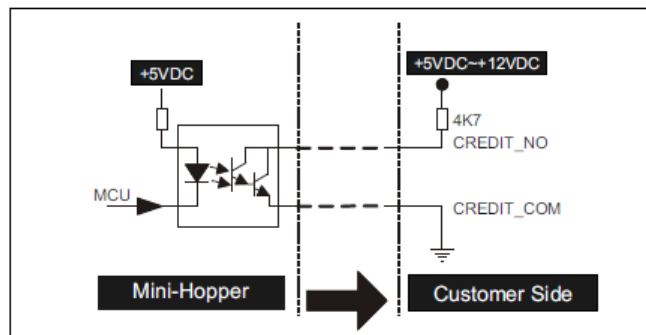 +5VDC
+5VDC~+12VDC
4K7
CREDIT_NO
MCU
CREDIT_COM
Mini-Hopper
Customer Side